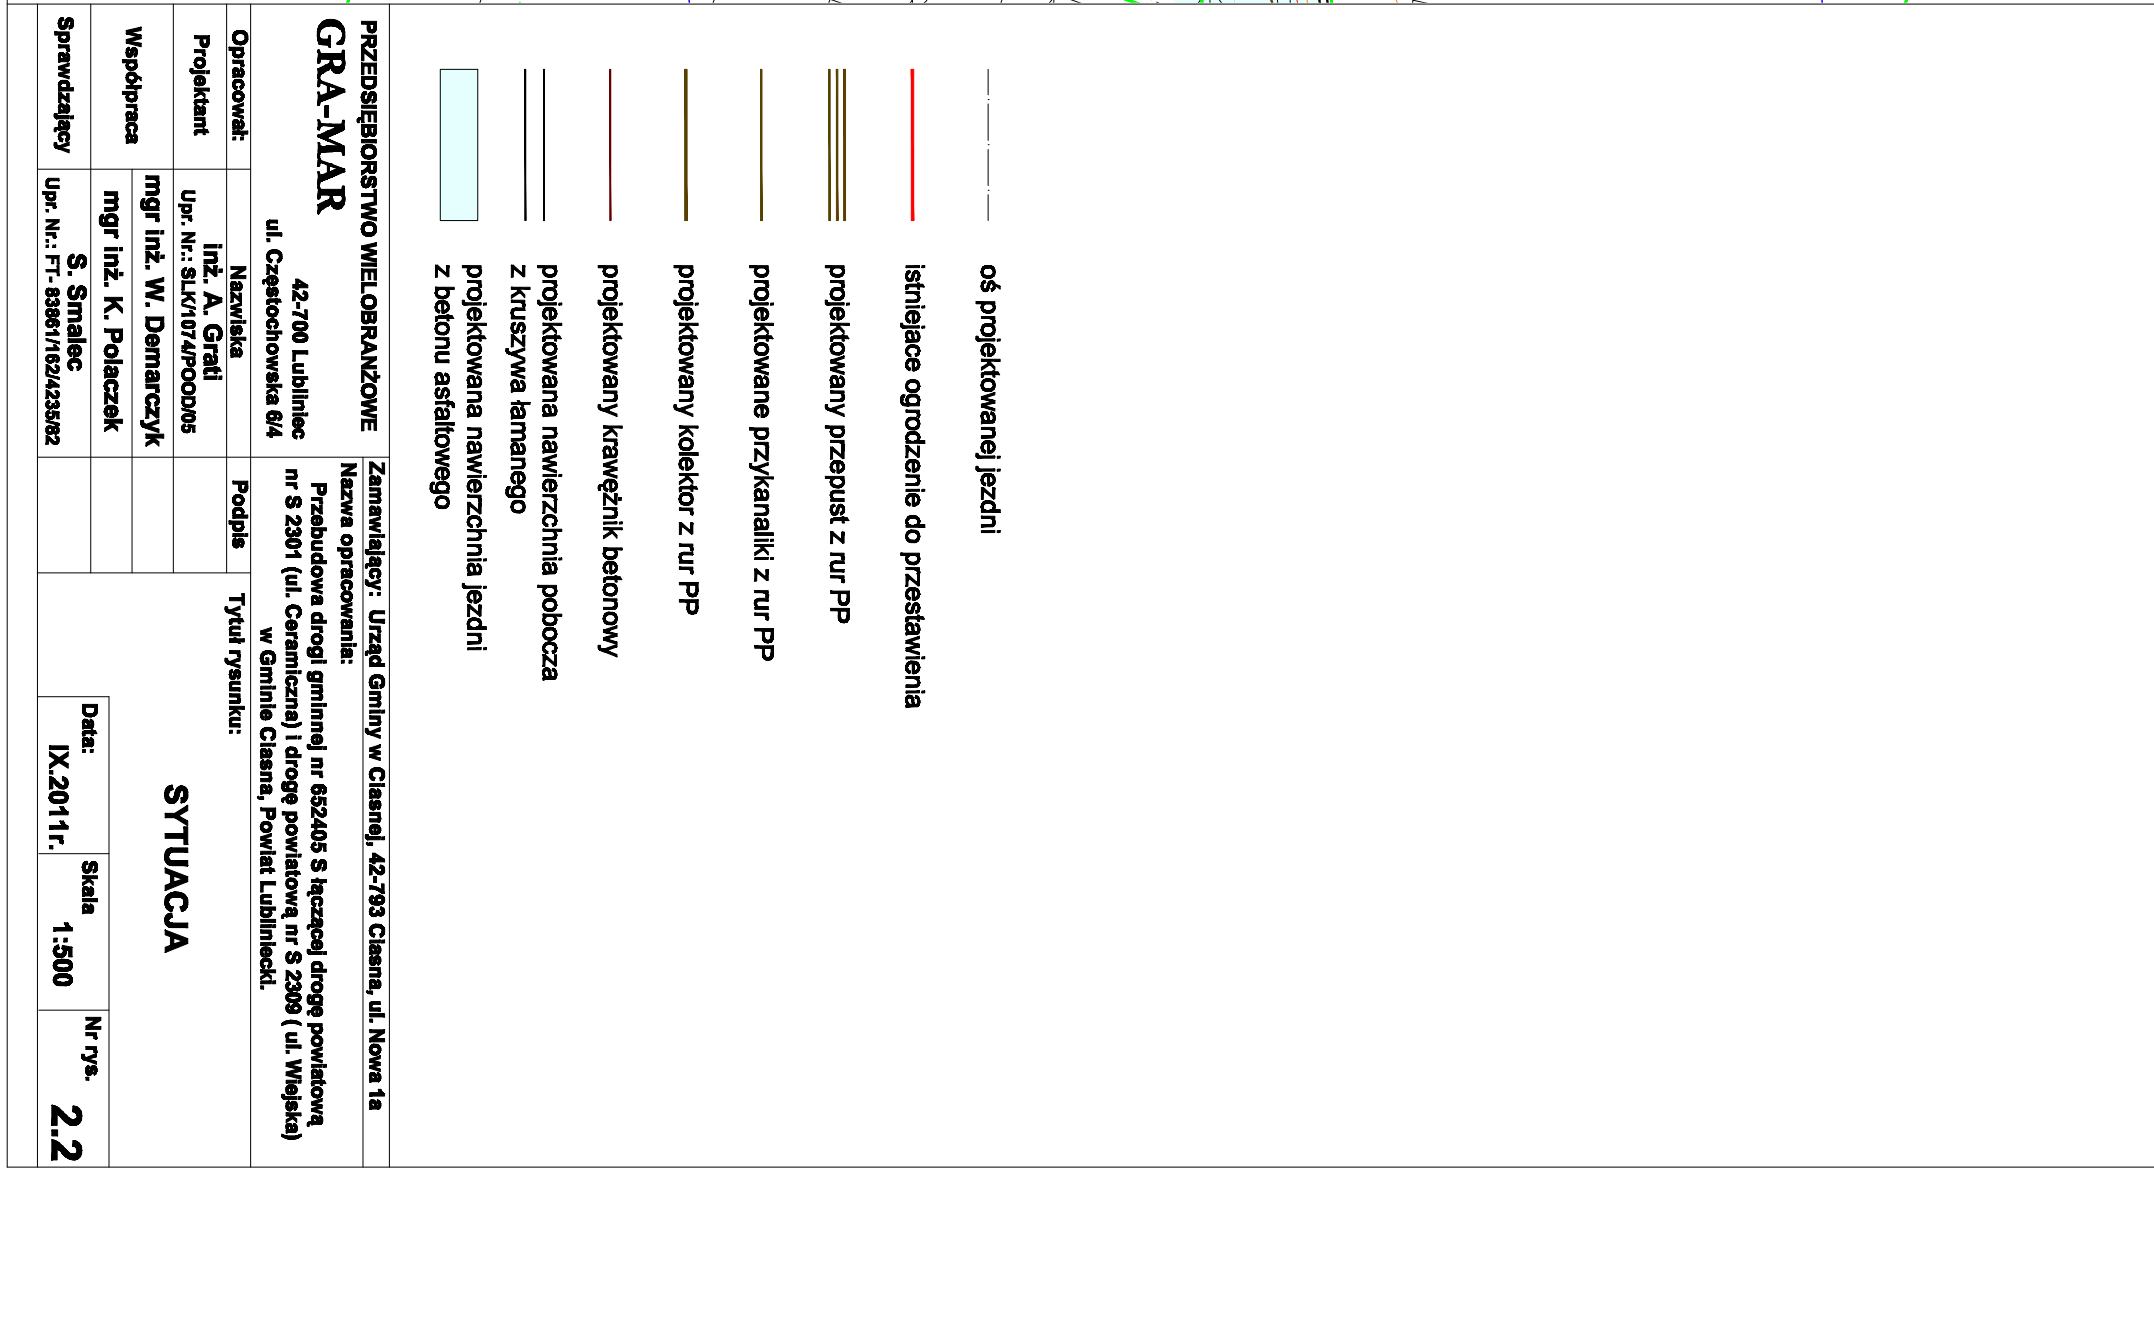 oś projektowanej jezdni
istniejace ogrodzenie do przestawienia
projektowany przepust z rur PP
projektowane przykanaliki z rur PP
projektowany kolektor z rur PP
projektowany krawężnik betonowy
projektowana nawierzchnia pobocza
z kruszywa łamanego
projektowana nawierzchnia jezdni
z betonu asfaltowego
PRZEDSIĘBIORSTWO WIELOBRANŻOWE
GRA-MAR
42-700 Lubliniec
ul. Częstochowska 6/4
Zamawiający: Urząd Gminy w Ciasnej, 42-793 Ciasna, ul. Nowa 1a
Nazwa opracowania:
Przebudowa drogi gminnej nr 652405 S łączącej drogę powiatową
nr S 2301 (ul. Ceramiczna) i drogę powiatową nr S 2309 ( ul. Wiejska)
w Gminie Ciasna, Powiat Lubliniecki.
Opracował:
Nazwiska
Podpis
Tytuł rysunku:
Projektant
inż. A. Grati
Upr. Nr.: SLK/1074/POOD/05
SYTUACJA
Współpraca
mgr inż. W. Demarczyk
mgr inż. K. Polaczek
Sprawdzający
S. Smalec
Upr. Nr.: FT- 83861/162/4235/82
Data:
IX.2011r.
Skala
1:500
Nr rys.
2.2